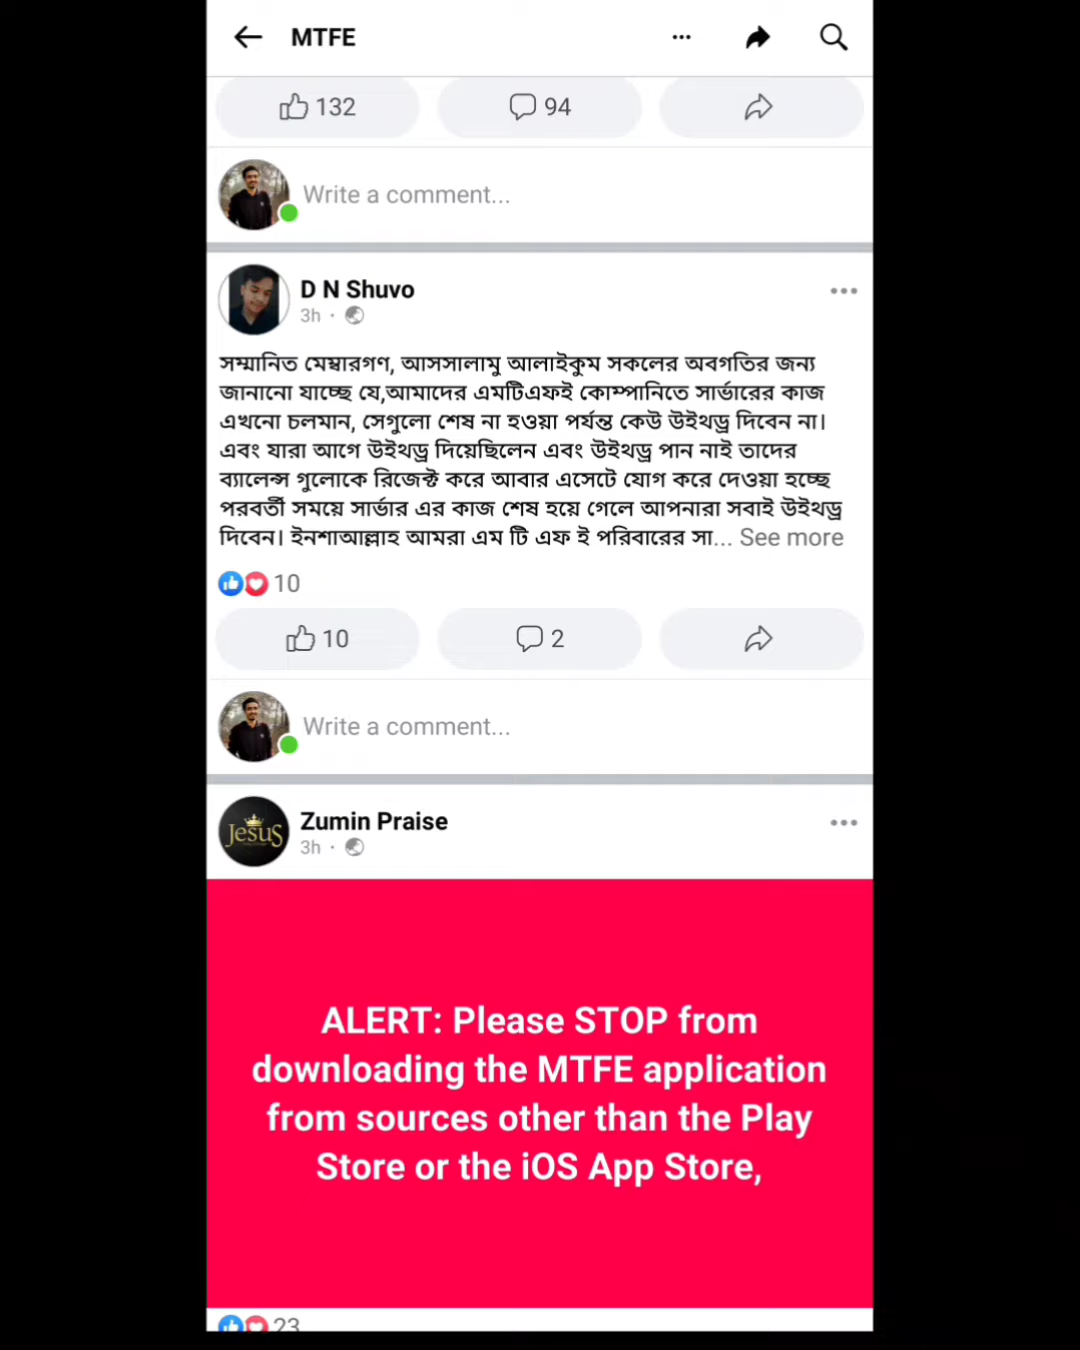 MTFE
132
94
Write a comment...
D N Shuvo
3h
সম্মানিত মেম্বারগণ, আসসালামু আলাইকুম সকলের অবগতির জন্য
জানানো যাচ্ছে যে,আমাদের এমটিএফই কোম্পানিতে সার্ভারের কাজ
এখনো চলমান, সেগুলো শেষ না হওয়া পর্যন্ত কেউ উইথড্র দিবেন না।
এবং যারা আগে উইথড্র দিয়েছিলেন এবং উইথড্র পান নাই তাদের
ব্যালেন্স গুলোকে রিজেক্ট করে আবার এসেটে যোগ করে দেওয়া হচ্ছে
পরবর্তী সময়ে সার্ভার এর কাজ শেষ হয়ে গেলে আপনারা সবাই উইথড্র
দিবেন। ইনশাআল্লাহ আমরা এম টি এফ ই পরিবারের সা... See more
10
10
2
Write a comment...
Jesus
Zumin Praise
3h
ALERT: Please STOP from
downloading the MTFE application
from sources other than the Play
Store or the iOS App Store,
23